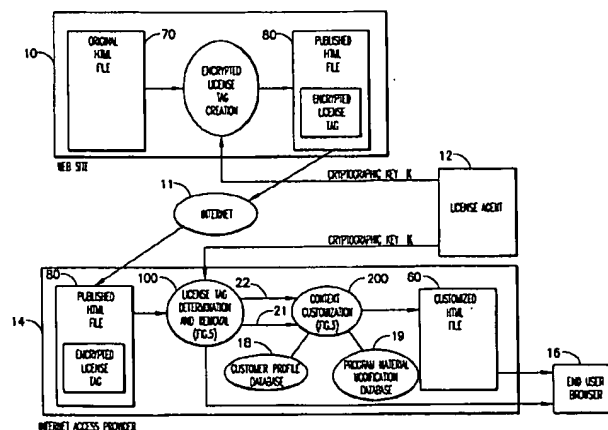 10
ORIGINAL
HTML
FILE
70
ENCRYPTED
LICENSE
TAG
CREATION
80
PUBLISHED
HTML
FILE
ENCRYPTED
LICENSE
TAG
WEB SITE
11
INTERNET
CRYPTOGRAPHIC KEY K
12
LICENSE AGENT
CRYPTOGRAPHIC KEY K
14
80
PUBLISHED
HTML
FILE
ENCRYPTED
LICENSE
TAG
100
LICENSE TAG
DETERMINATION
AND REMOVAL
(FIG.5)
22
21
200
CONTEXT
CUSTOMIZATION
(FIG.5)
18
CUSTOMER PROFILE
DATABASE
19
PROGRAM MATERIAL
MODIFICATION
DATABASE
60
CUSTOMIZED
HTML
FILE
16
END USER
BROWSER
INTERNET ACCESS PROVIDER